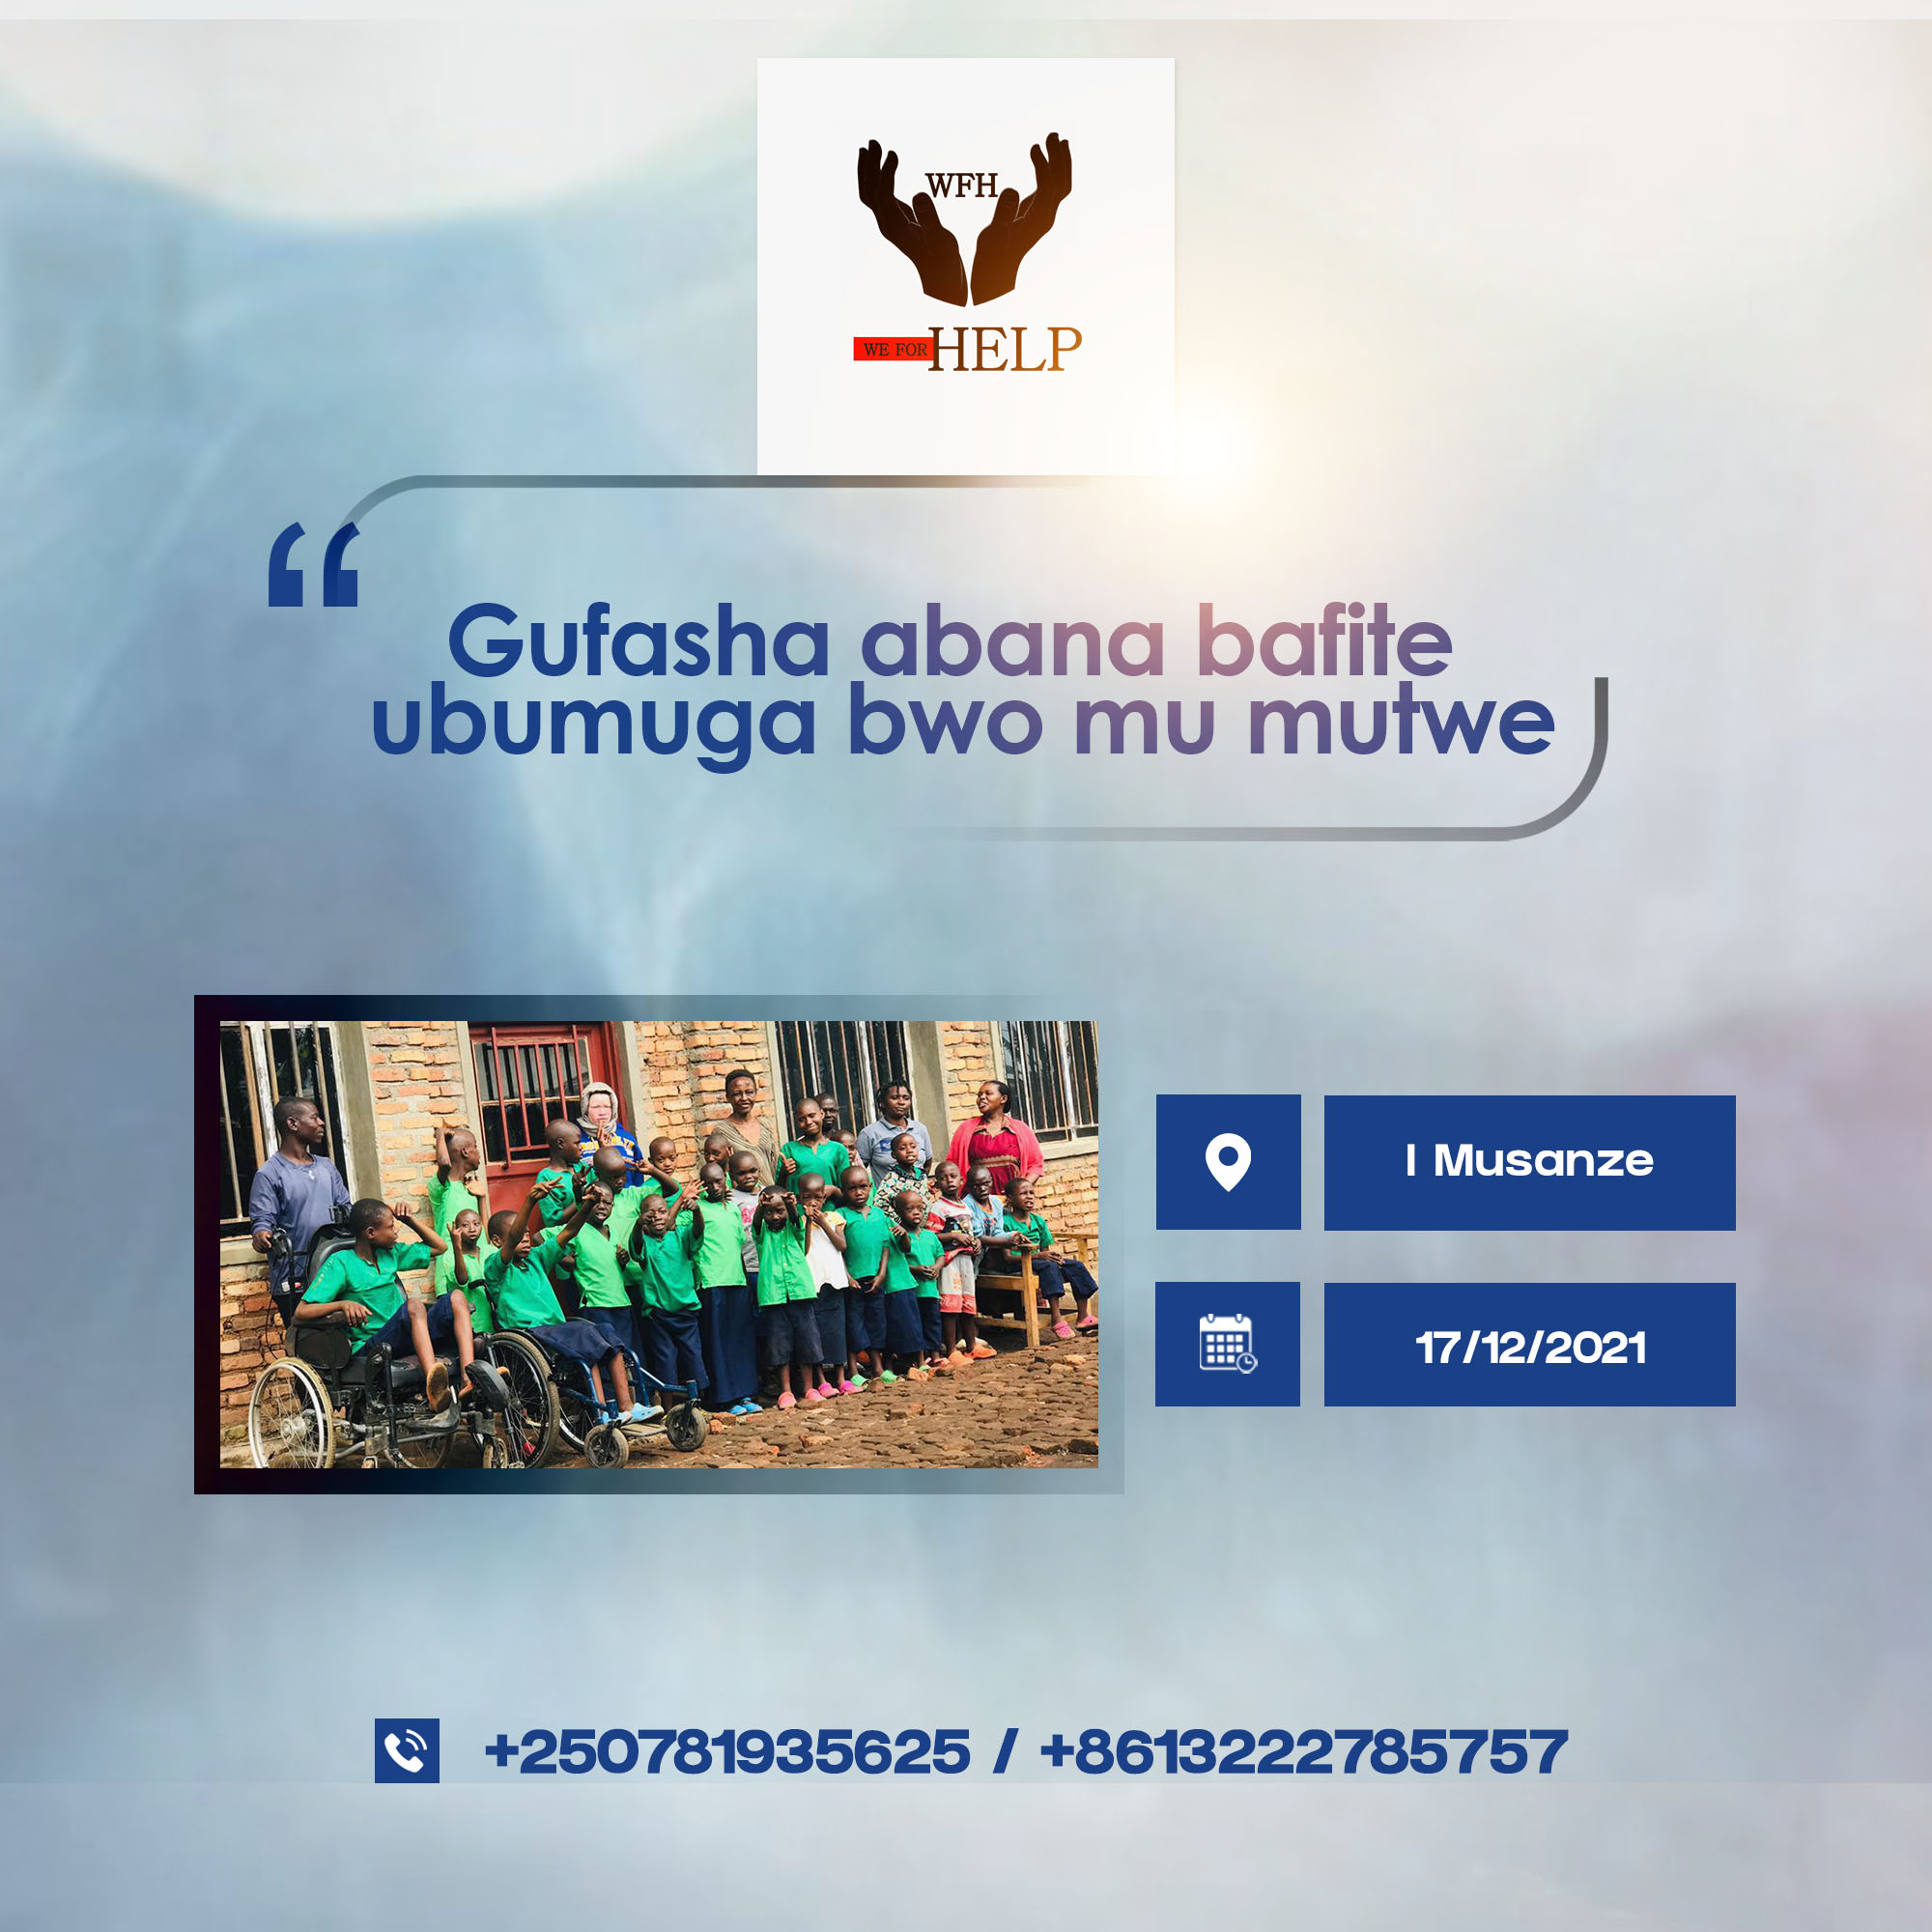 WFH
WE FOR HELP
“
Gufasha abana bafite
ubumuga bwo mu mutwe
I Musanze
17/12/2021
+250781935625 / +8613222785757